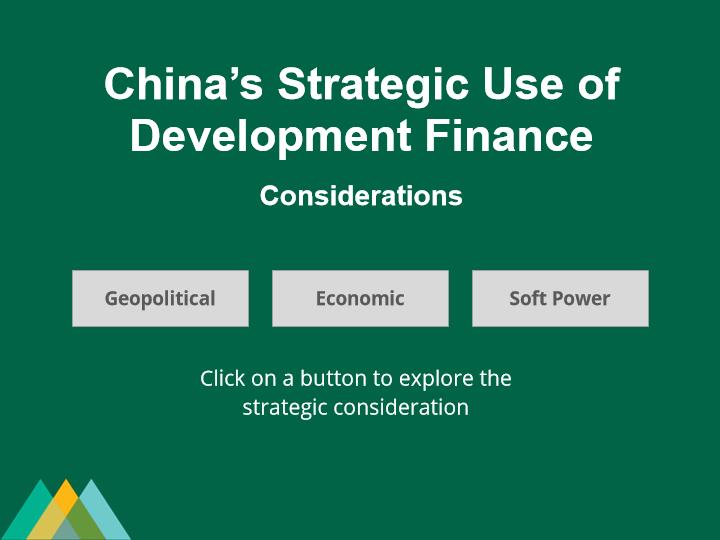 China’s Strategic Use of
Development Finance
Considerations
Geopolitical
Economic
Soft Power
Click on a button to explore the
strategic consideration